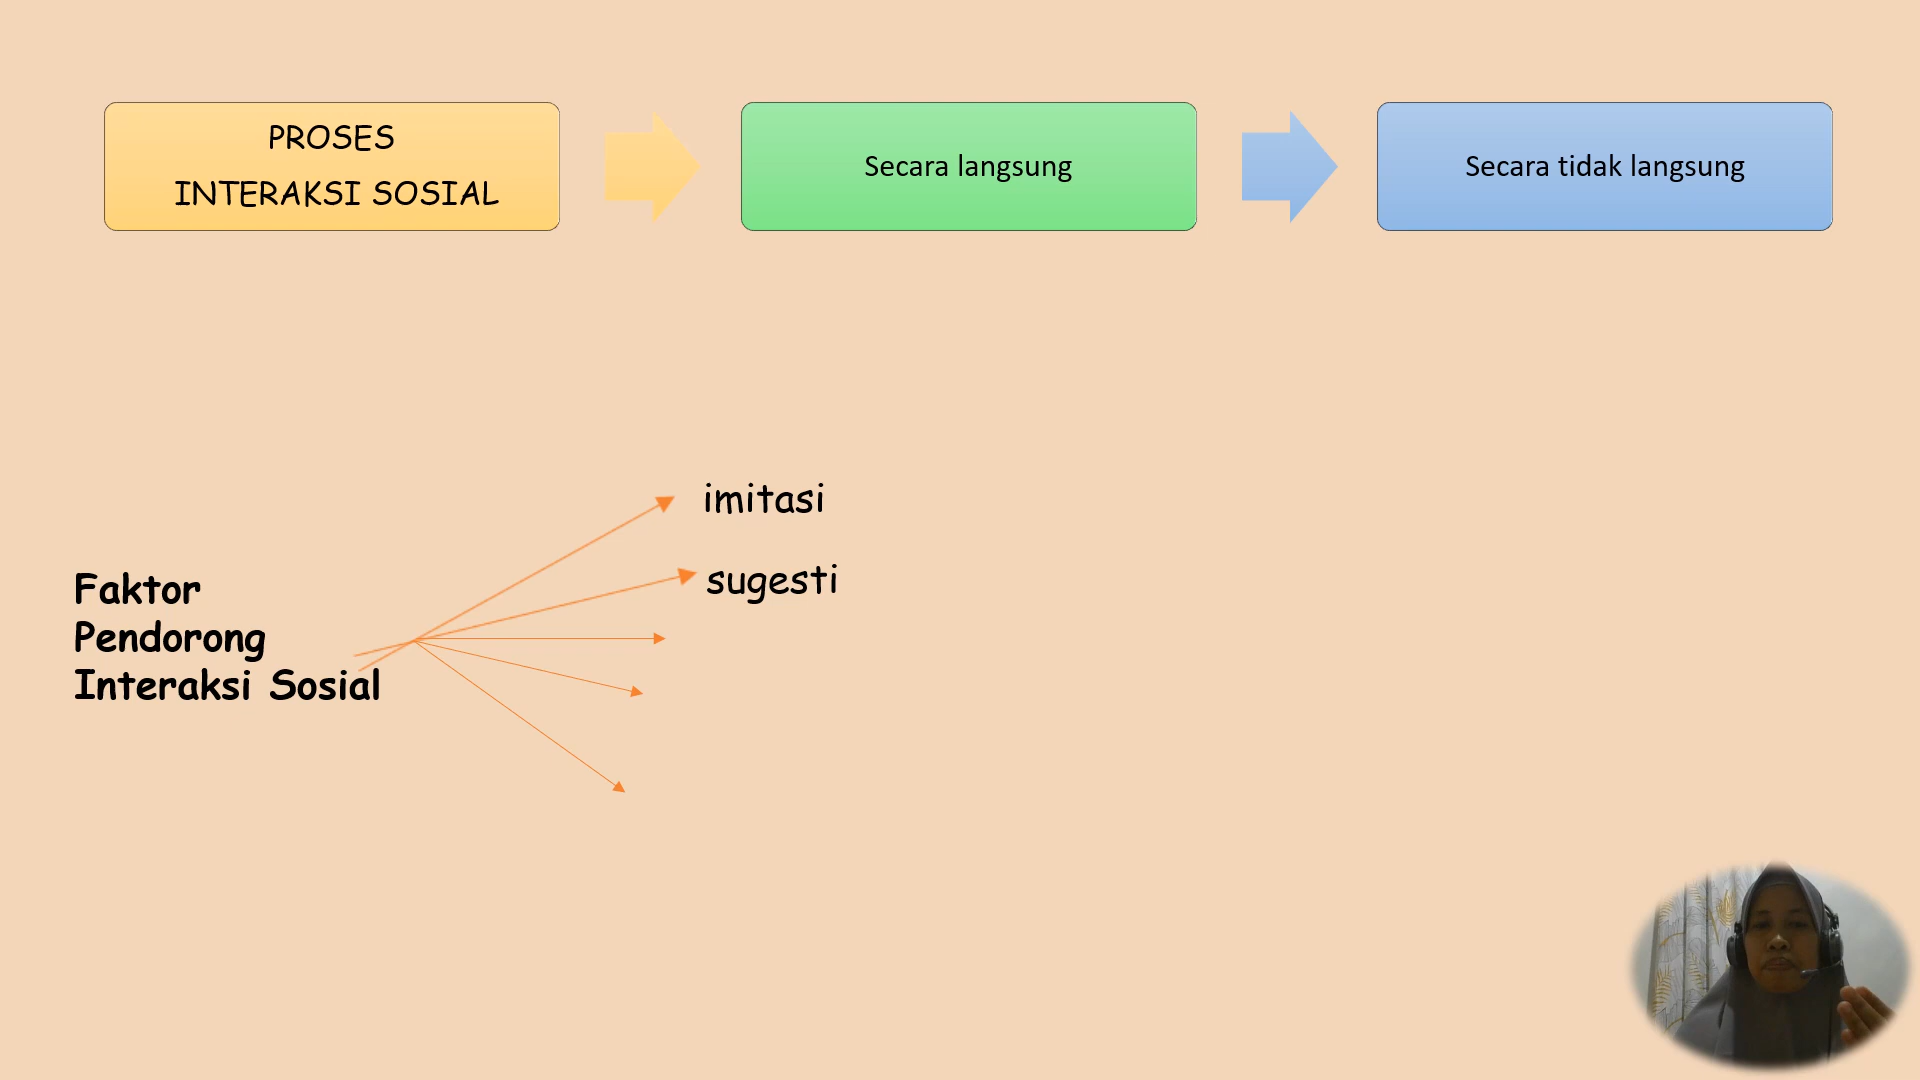 PROSES
INTERAKSI SOSIAL
Secara langsung
Secara tidak langsung
imitasi
sugesti
Faktor
Pendorong
Interaksi Sosial